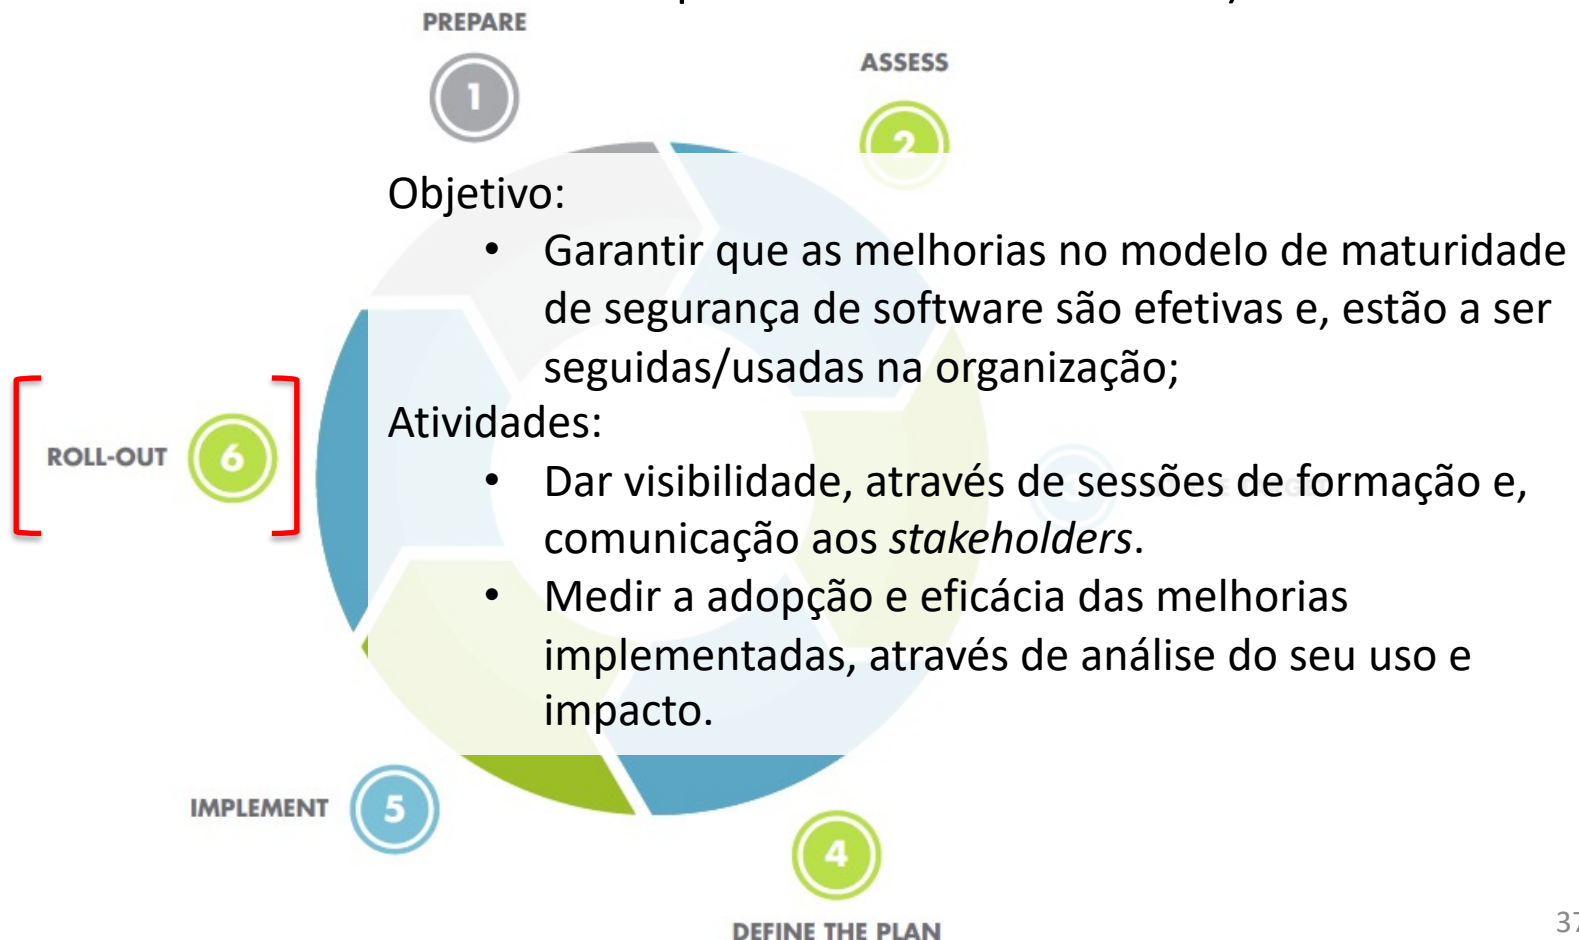 PREPARE
1
ASSESS
2
Objetivo:
• Garantir que as melhorias no modelo de maturidade
de segurança de software são efetivas e, estão a ser
seguidas/usadas na organização;
Atividades:
ROLL-OUT 6
• Dar visibilidade, através de sessões de formação e,
comunicação aos stakeholders.
• Medir a adopção e eficácia das melhorias
implementadas, através de análise do seu uso e
impacto.
IMPLEMENT 5
4
DEFINE THE PLAN
37